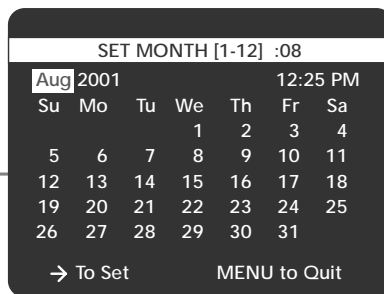 SET MONTH [1-12] :08
Aug 2001 12:25 PM
Su Mo Tu We Th Fr Sa
1 2 3 4
5 6 7 8 9 10 11
12 13 14 15 16 17 18
19 20 21 22 23 24 25
26 27 28 29 30 31
→ To Set MENU to Quit